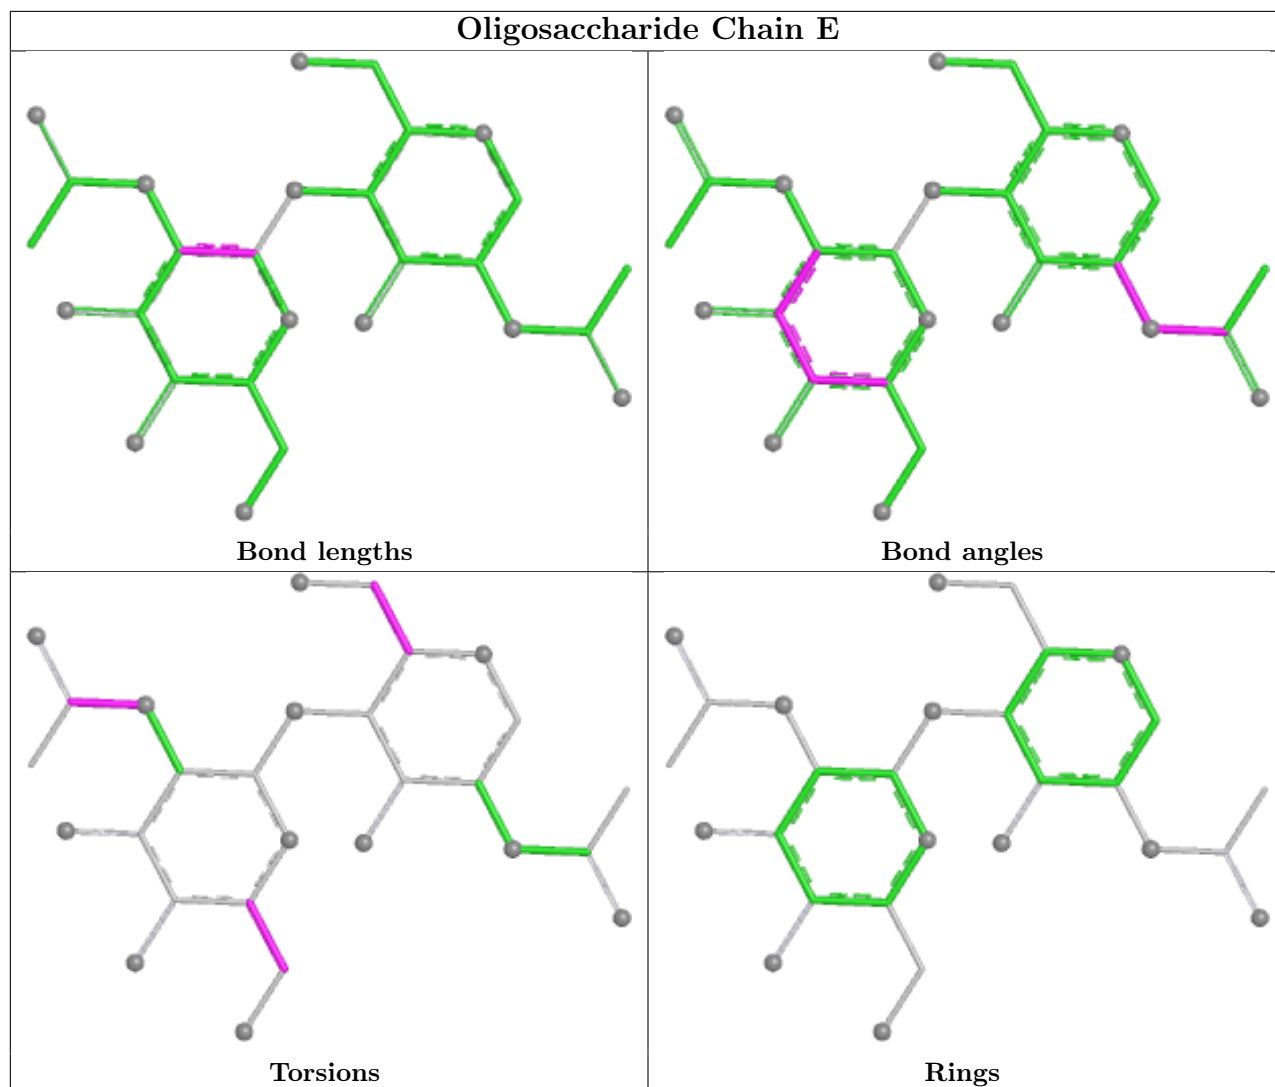 Oligosaccharide Chain E
Bond lengths
Bond angles
Torsions
Rings